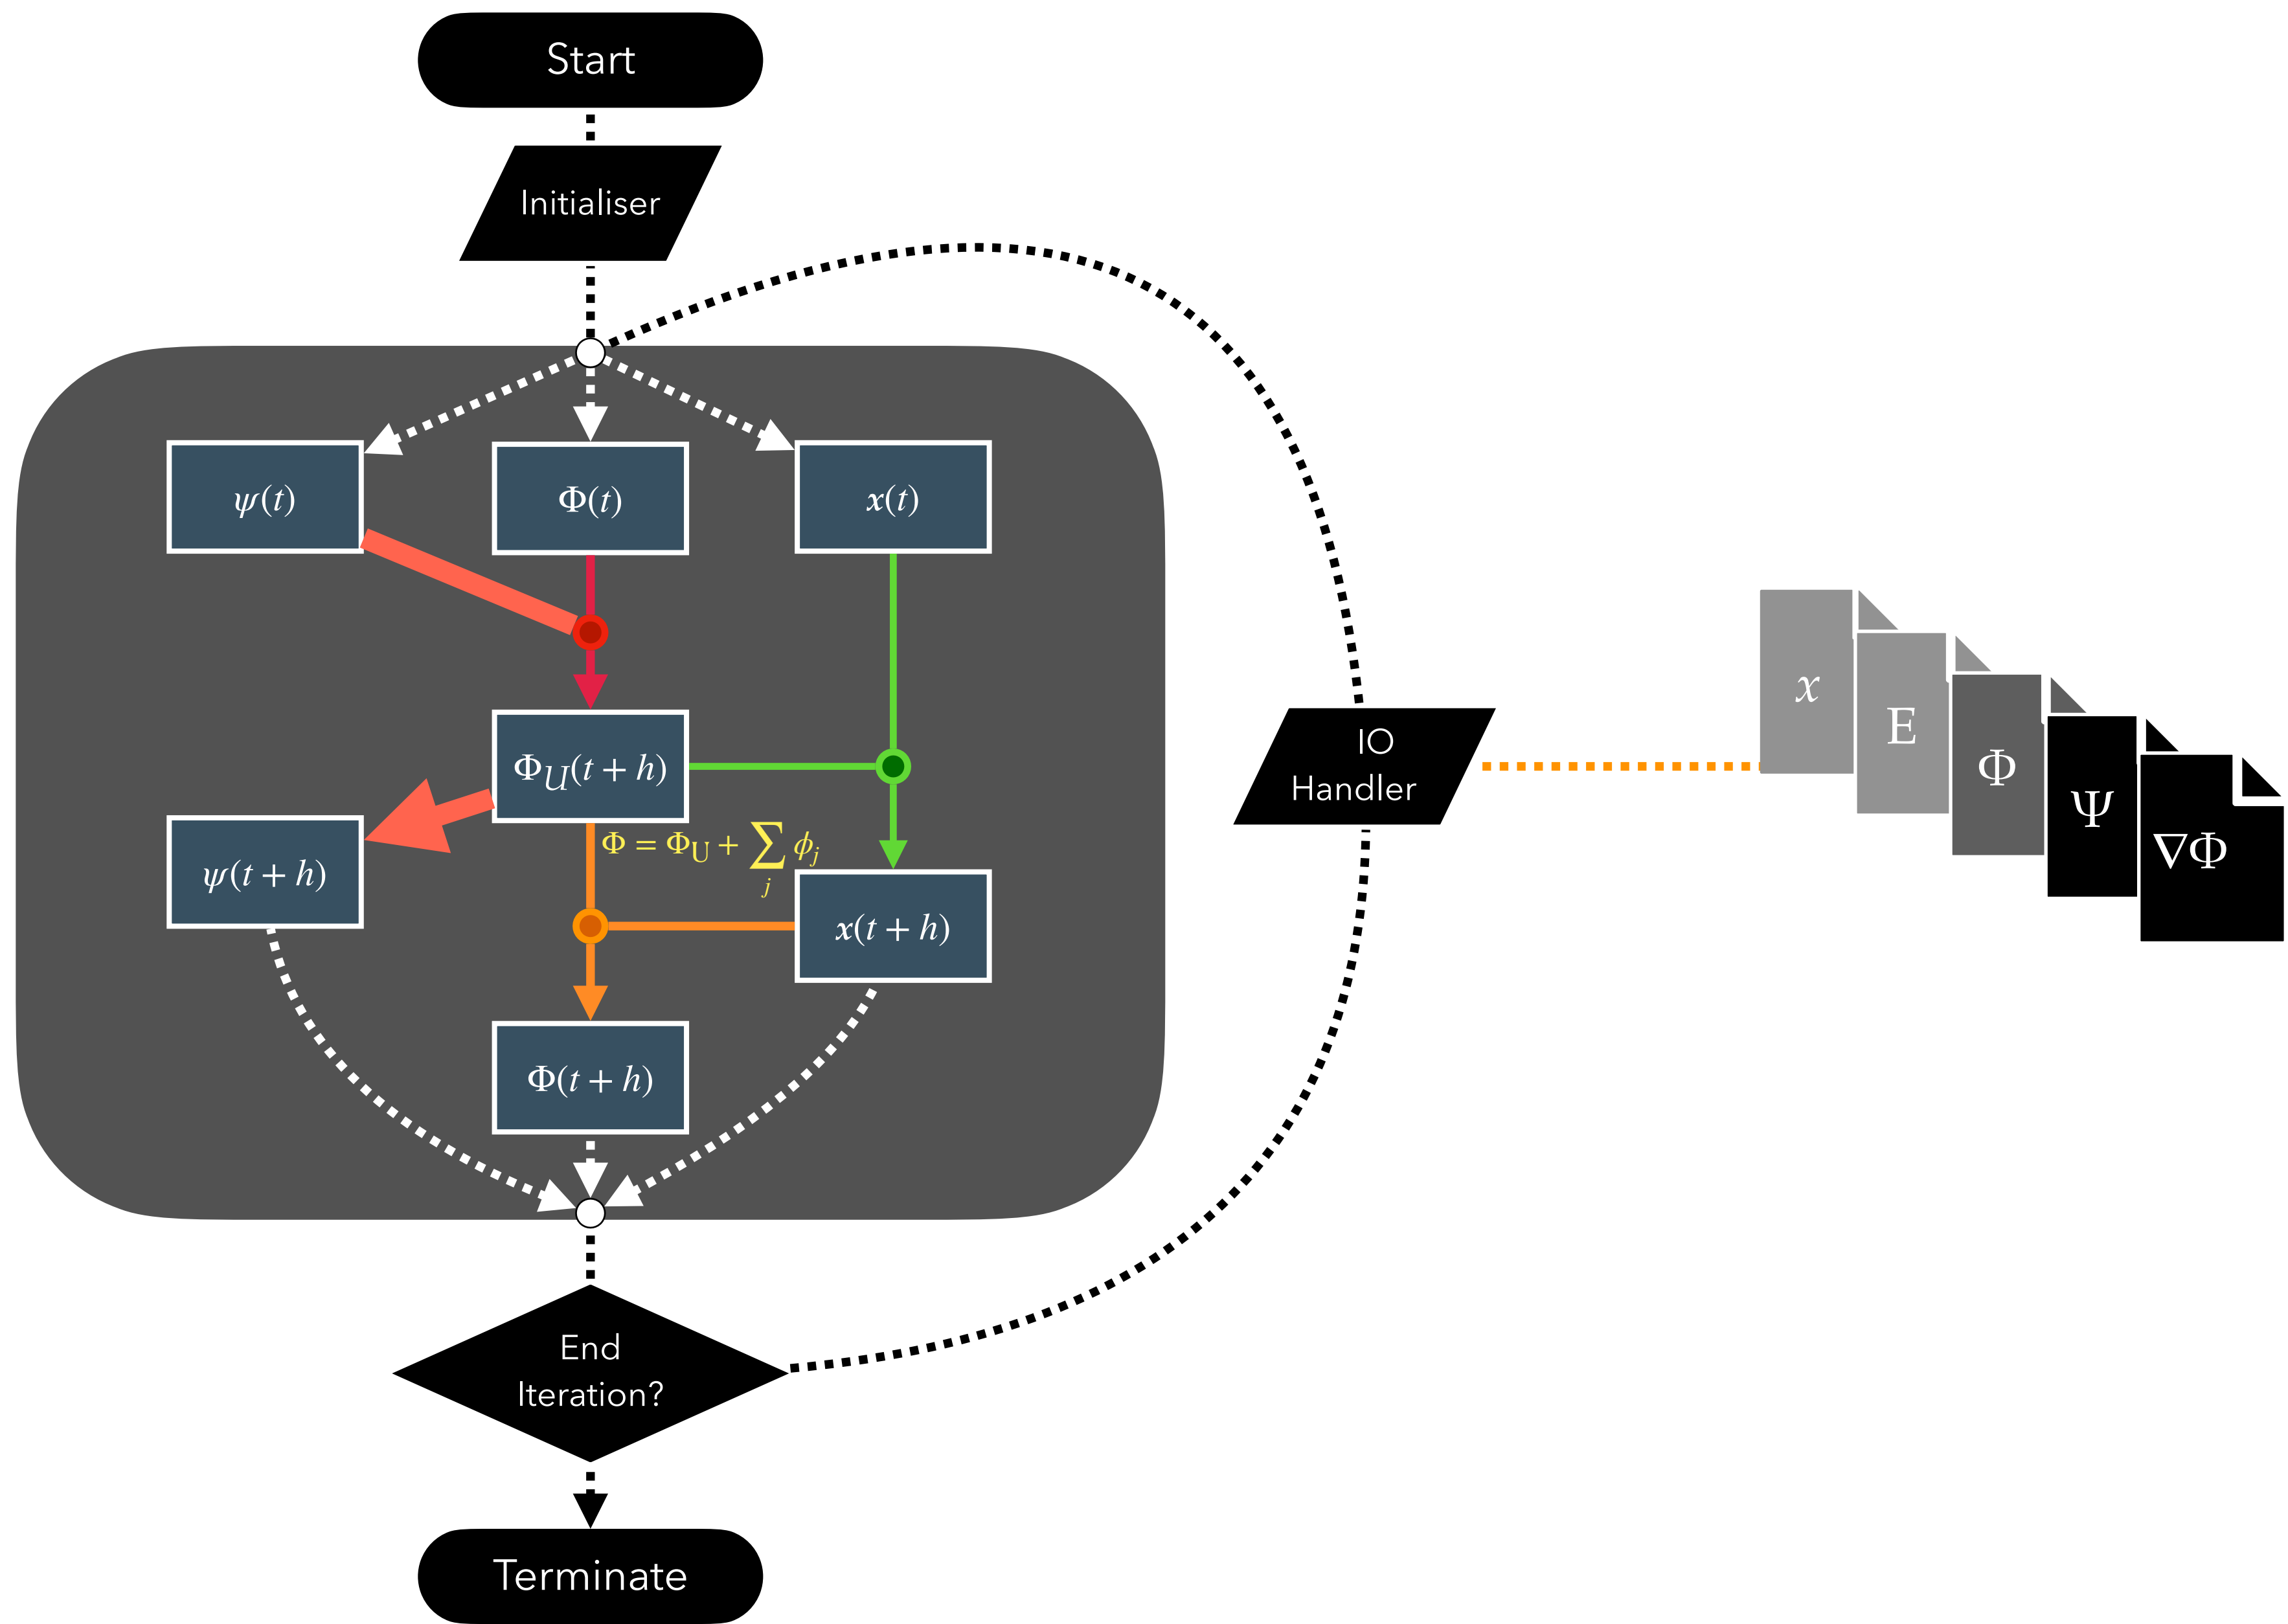 Start
Initialiser
ψ(t)
Φ(t)
x(t)
Φ_U(t + h)
Φ = Φ_U + ∑_j ϕ_j
ψ(t + h)
x(t + h)
Φ(t + h)
End
Iteration?
Terminate
IO
Handler
x
E
Φ
Ψ
∇Φ